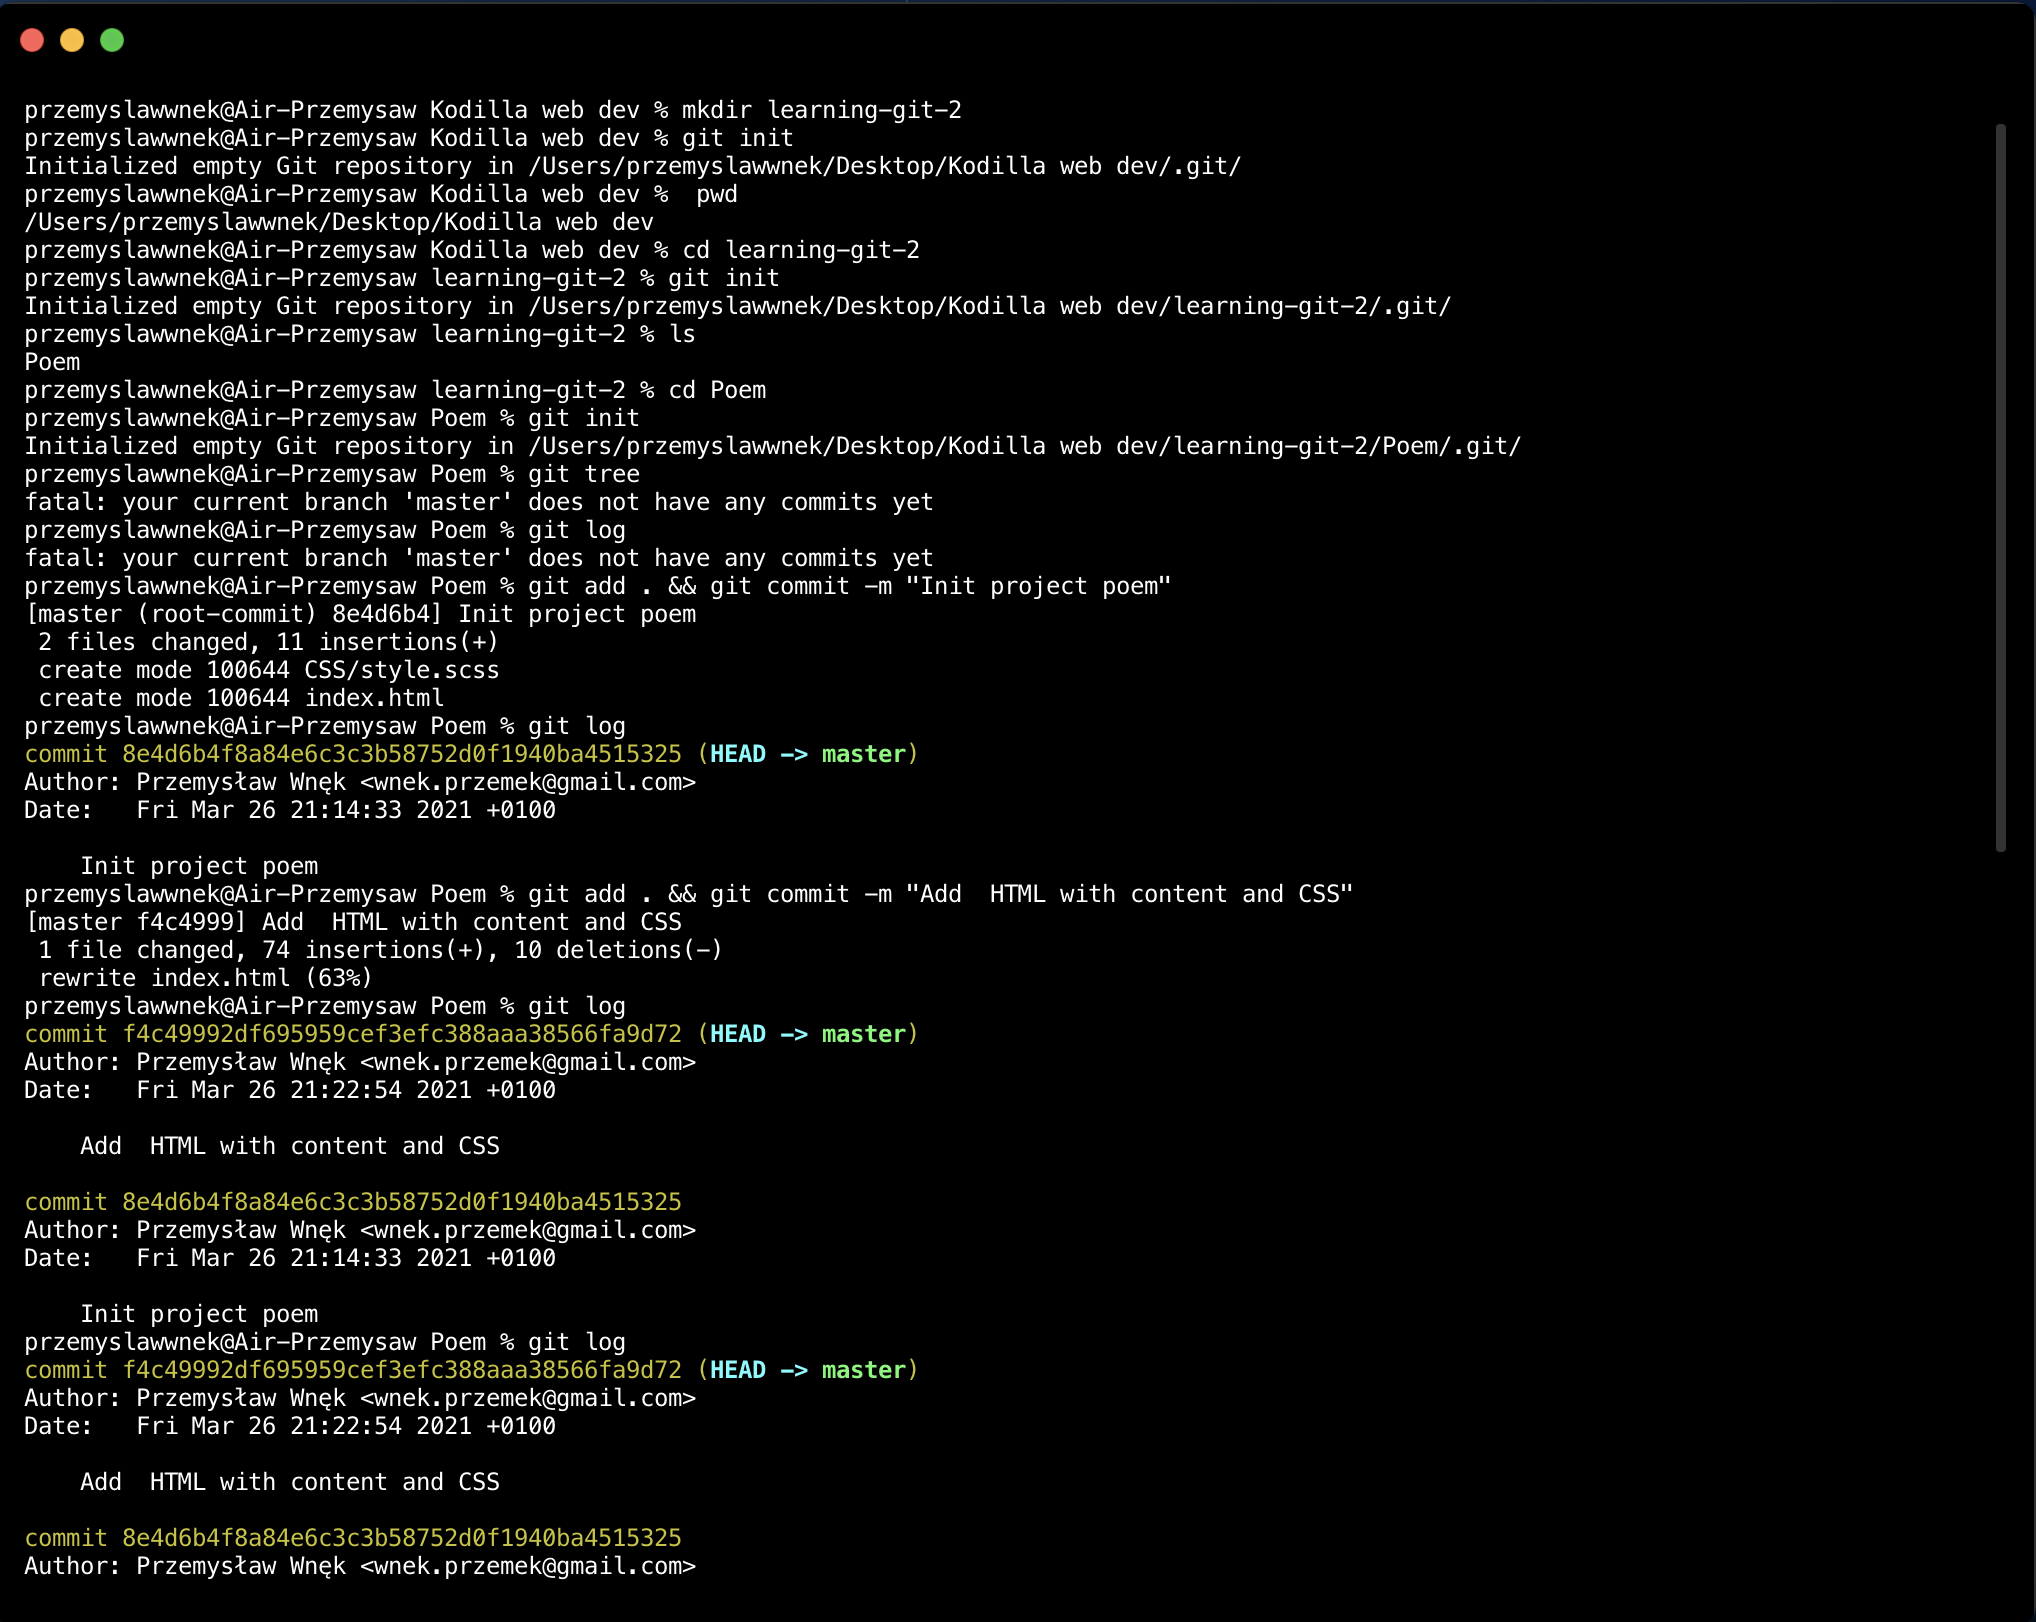 przemyslawwnek@Air-Przemysaw Kodilla web dev % mkdir learning-git-2
przemyslawwnek@Air-Przemysaw Kodilla web dev % git init
Initialized empty Git repository in /Users/przemyslawwnek/Desktop/Kodilla web dev/.git/
przemyslawwnek@Air-Przemysaw Kodilla web dev %  pwd
/Users/przemyslawwnek/Desktop/Kodilla web dev
przemyslawwnek@Air-Przemysaw Kodilla web dev % cd learning-git-2
przemyslawwnek@Air-Przemysaw learning-git-2 % git init
Initialized empty Git repository in /Users/przemyslawwnek/Desktop/Kodilla web dev/learning-git-2/.git/
przemyslawwnek@Air-Przemysaw learning-git-2 % ls
Poem
przemyslawwnek@Air-Przemysaw learning-git-2 % cd Poem
przemyslawwnek@Air-Przemysaw Poem % git init
Initialized empty Git repository in /Users/przemyslawwnek/Desktop/Kodilla web dev/learning-git-2/Poem/.git/
przemyslawwnek@Air-Przemysaw Poem % git tree
fatal: your current branch 'master' does not have any commits yet
przemyslawwnek@Air-Przemysaw Poem % git log
fatal: your current branch 'master' does not have any commits yet
przemyslawwnek@Air-Przemysaw Poem % git add . && git commit -m "Init project poem"
[master (root-commit) 8e4d6b4] Init project poem
 2 files changed, 11 insertions(+)
 create mode 100644 CSS/style.scss
 create mode 100644 index.html
przemyslawwnek@Air-Przemysaw Poem % git log
commit 8e4d6b4f8a84e6c3c3b58752d0f1940ba4515325 (HEAD -> master)
Author: Przemysław Wnęk <wnek.przemek@gmail.com>
Date:   Fri Mar 26 21:14:33 2021 +0100

    Init project poem
przemyslawwnek@Air-Przemysaw Poem % git add . && git commit -m "Add  HTML with content and CSS"
[master f4c4999] Add  HTML with content and CSS
 1 file changed, 74 insertions(+), 10 deletions(-)
 rewrite index.html (63%)
przemyslawwnek@Air-Przemysaw Poem % git log
commit f4c49992df695959cef3efc388aaa38566fa9d72 (HEAD -> master)
Author: Przemysław Wnęk <wnek.przemek@gmail.com>
Date:   Fri Mar 26 21:22:54 2021 +0100

    Add  HTML with content and CSS

commit 8e4d6b4f8a84e6c3c3b58752d0f1940ba4515325
Author: Przemysław Wnęk <wnek.przemek@gmail.com>
Date:   Fri Mar 26 21:14:33 2021 +0100

    Init project poem
przemyslawwnek@Air-Przemysaw Poem % git log
commit f4c49992df695959cef3efc388aaa38566fa9d72 (HEAD -> master)
Author: Przemysław Wnęk <wnek.przemek@gmail.com>
Date:   Fri Mar 26 21:22:54 2021 +0100

    Add  HTML with content and CSS

commit 8e4d6b4f8a84e6c3c3b58752d0f1940ba4515325
Author: Przemysław Wnęk <wnek.przemek@gmail.com>